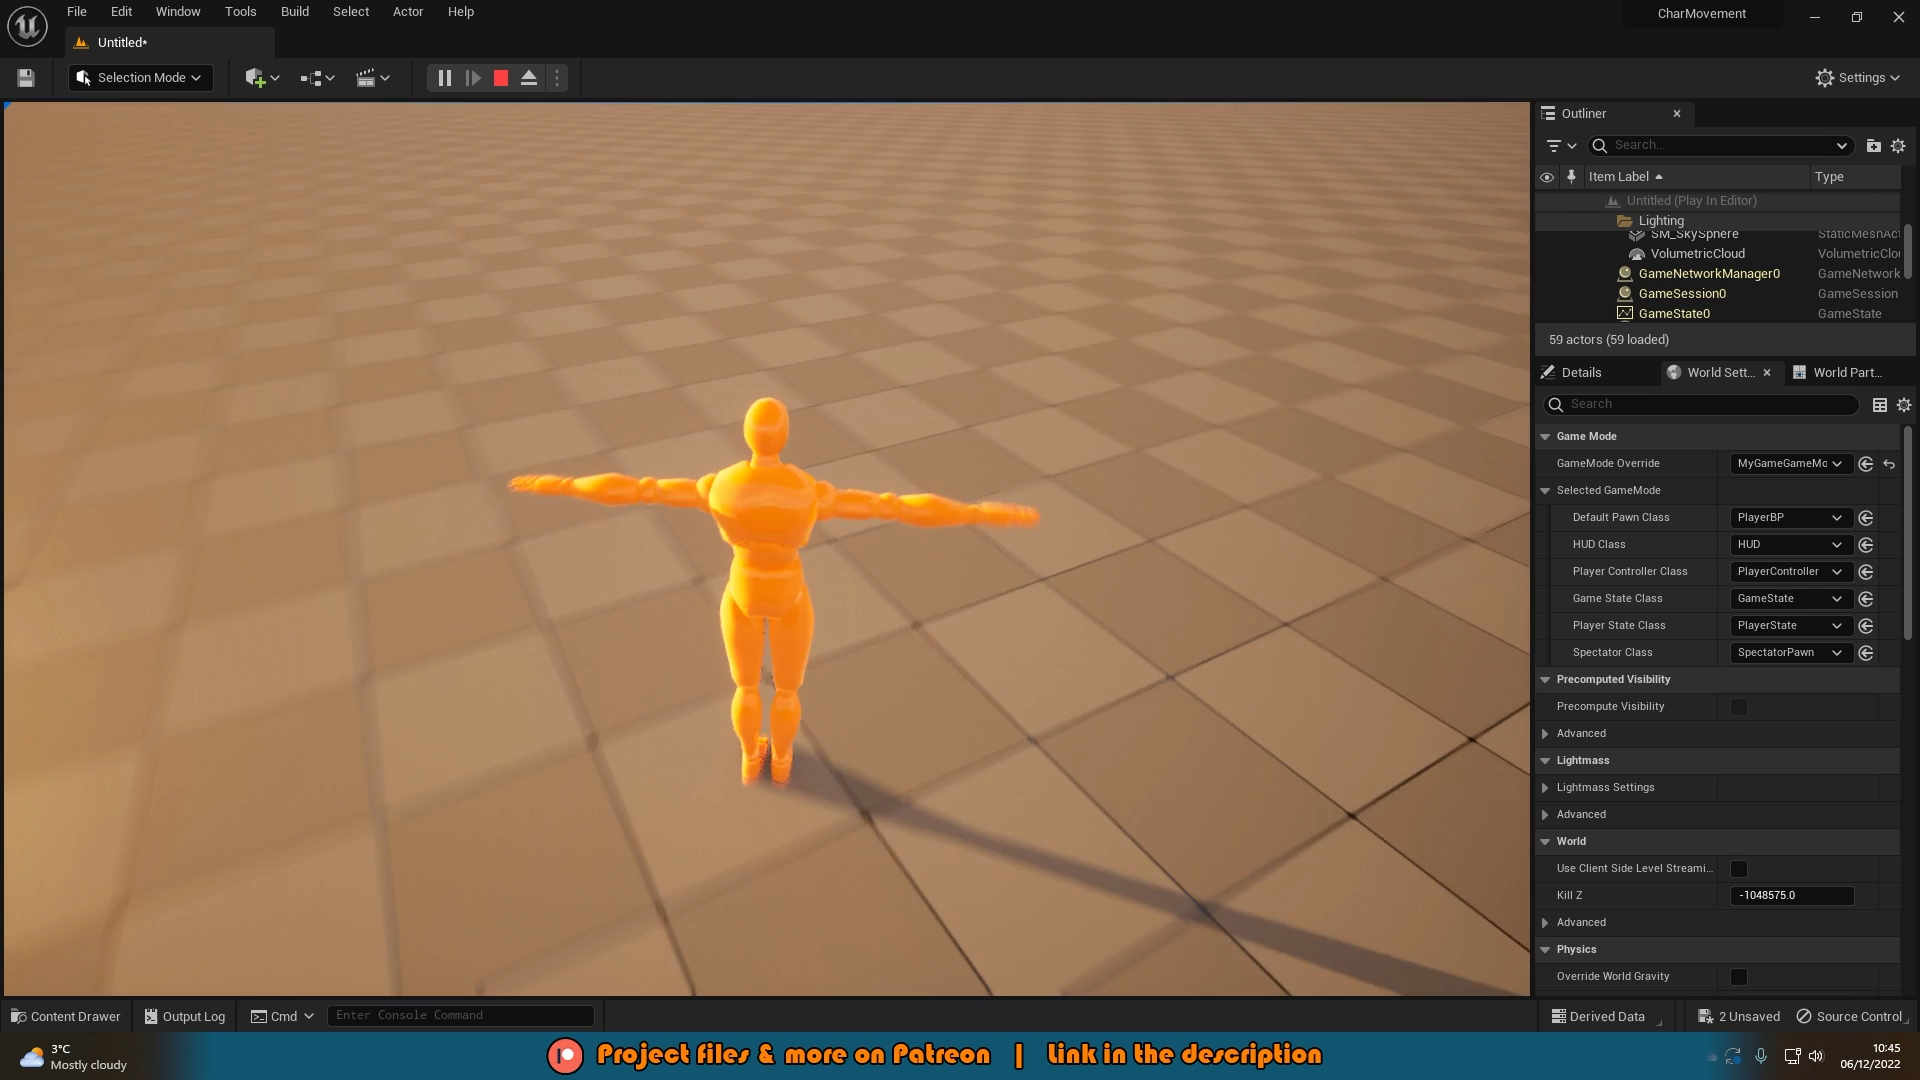 File Edit Window Tools Build Select Actor Help
CharMovement
Untitled*
Selection Mode
Settings
Outliner
Search...
Item Label Type
Untitled (Play In Editor)
Lighting
SM_SkySphere StaticMeshAct
VolumetricCloud VolumetricClou
GameNetworkManager0 GameNetwork
GameSession0 GameSession
GameState0 GameState
59 actors (59 loaded)
Details World Sett... World Part...
Search
Game Mode
GameMode Override MyGameGameMc
Selected GameMode
Default Pawn Class PlayerBP
HUD Class HUD
Player Controller Class PlayerController
Game State Class GameState
Player State Class PlayerState
Spectator Class SpectatorPawn
Precomputed Visibility
Precompute Visibility
Advanced
Lightmass
Lightmass Settings
Advanced
World
Use Client Side Level Streami...
Kill Z -1048575.0
Advanced
Physics
Override World Gravity
Content Drawer Output Log Cmd Enter Console Command Derived Data 2 Unsaved Source Control
3°C
Mostly cloudy
Project files & more on Patreon | Link in the description
10:45
06/12/2022